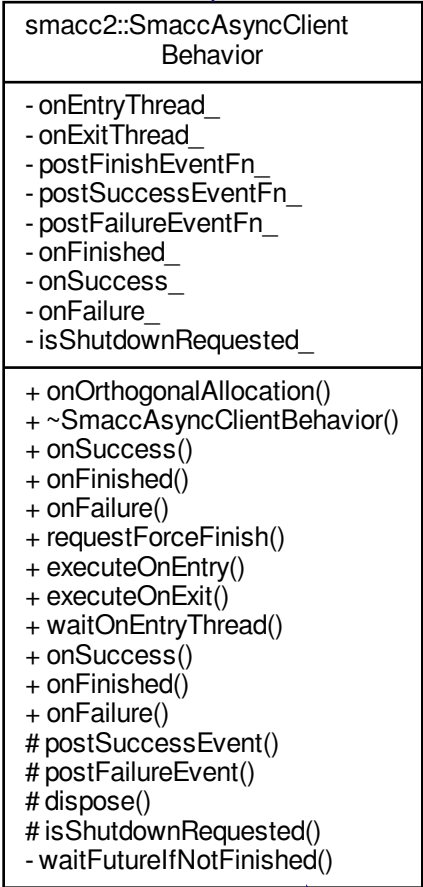 smacc2::SmaccAsyncClient
Behavior
- onEntryThread_
- onExitThread_
- postFinishEventFn_
- postSuccessEventFn_
- postFailureEventFn_
- onFinished_
- onSuccess_
- onFailure_
- isShutdownRequested_
+ onOrthogonalAllocation()
+ ~SmaccAsyncClientBehavior()
+ onSuccess()
+ onFinished()
+ onFailure()
+ requestForceFinish()
+ executeOnEntry()
+ executeOnExit()
+ waitOnEntryThread()
+ onSuccess()
+ onFinished()
+ onFailure()
# postSuccessEvent()
# postFailureEvent()
# dispose()
# isShutdownRequested()
- waitFutureIfNotFinished()